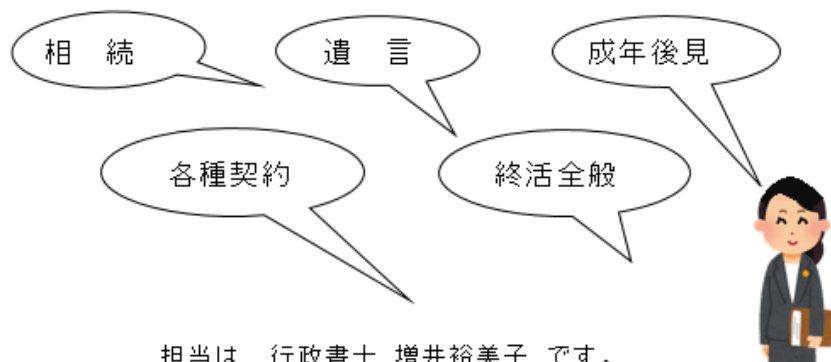 相　続
遺　言
成年後見
各種契約
終活全般
担当は　行政書士 増井裕美子 です。